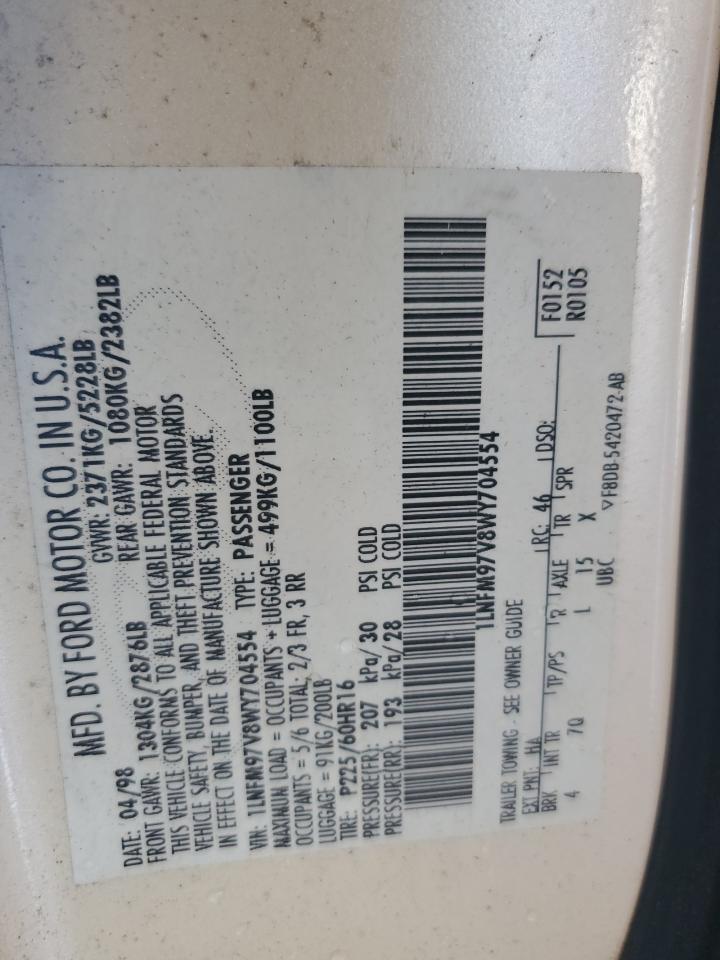 MFD. BY FORD MOTOR CO. IN U.S.A.
DATE: 04/98 GVWR: 2371KG/5228LB
FRONT GAWR: 1304KG/2876LB REAR GAWR: 1080KG/2382LB
THIS VEHICLE CONFORMS TO ALL APPLICABLE FEDERAL MOTOR
VEHICLE SAFETY, BUMPER, AND THEFT PREVENTION STANDARDS
IN EFFECT ON THE DATE OF MANUFACTURE SHOWN ABOVE.
VIN: 1LNFM97V8WY704554 TYPE: PASSENGER
MAXIMUM LOAD = OCCUPANTS + LUGGAGE = 499KG/1100LB
OCCUPANTS = 5/6 TOTAL; 2/3 FR, 3 RR
LUGGAGE = 91KG/200LB
TIRE: P225/60HR16
PRESSURE(FR): 207 kPa/30 PSI COLD
PRESSURE(RR): 193 kPa/28 PSI COLD
1LNFM97V8WY704554
TRAILER TOWING - SEE OWNER GUIDE
EXT PNT: HA RC: 46 DSO: F0152
BRK INT TR TP/PS R AXLE TR SPR R0105
4 7Q L 15 X
UBC
▽F8DB-5420472-AB